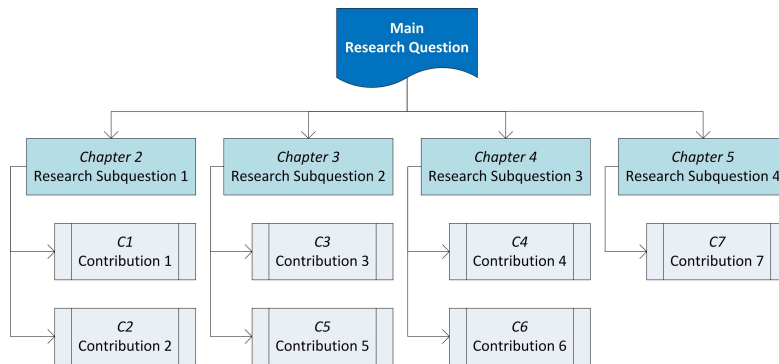 Main
Research Question
Chapter 2
Research Subquestion 1
Chapter 3
Research Subquestion 2
Chapter 4
Research Subquestion 3
Chapter 5
Research Subquestion 4
C1
Contribution 1
C3
Contribution 3
C4
Contribution 4
C7
Contribution 7
C2
Contribution 2
C5
Contribution 5
C6
Contribution 6